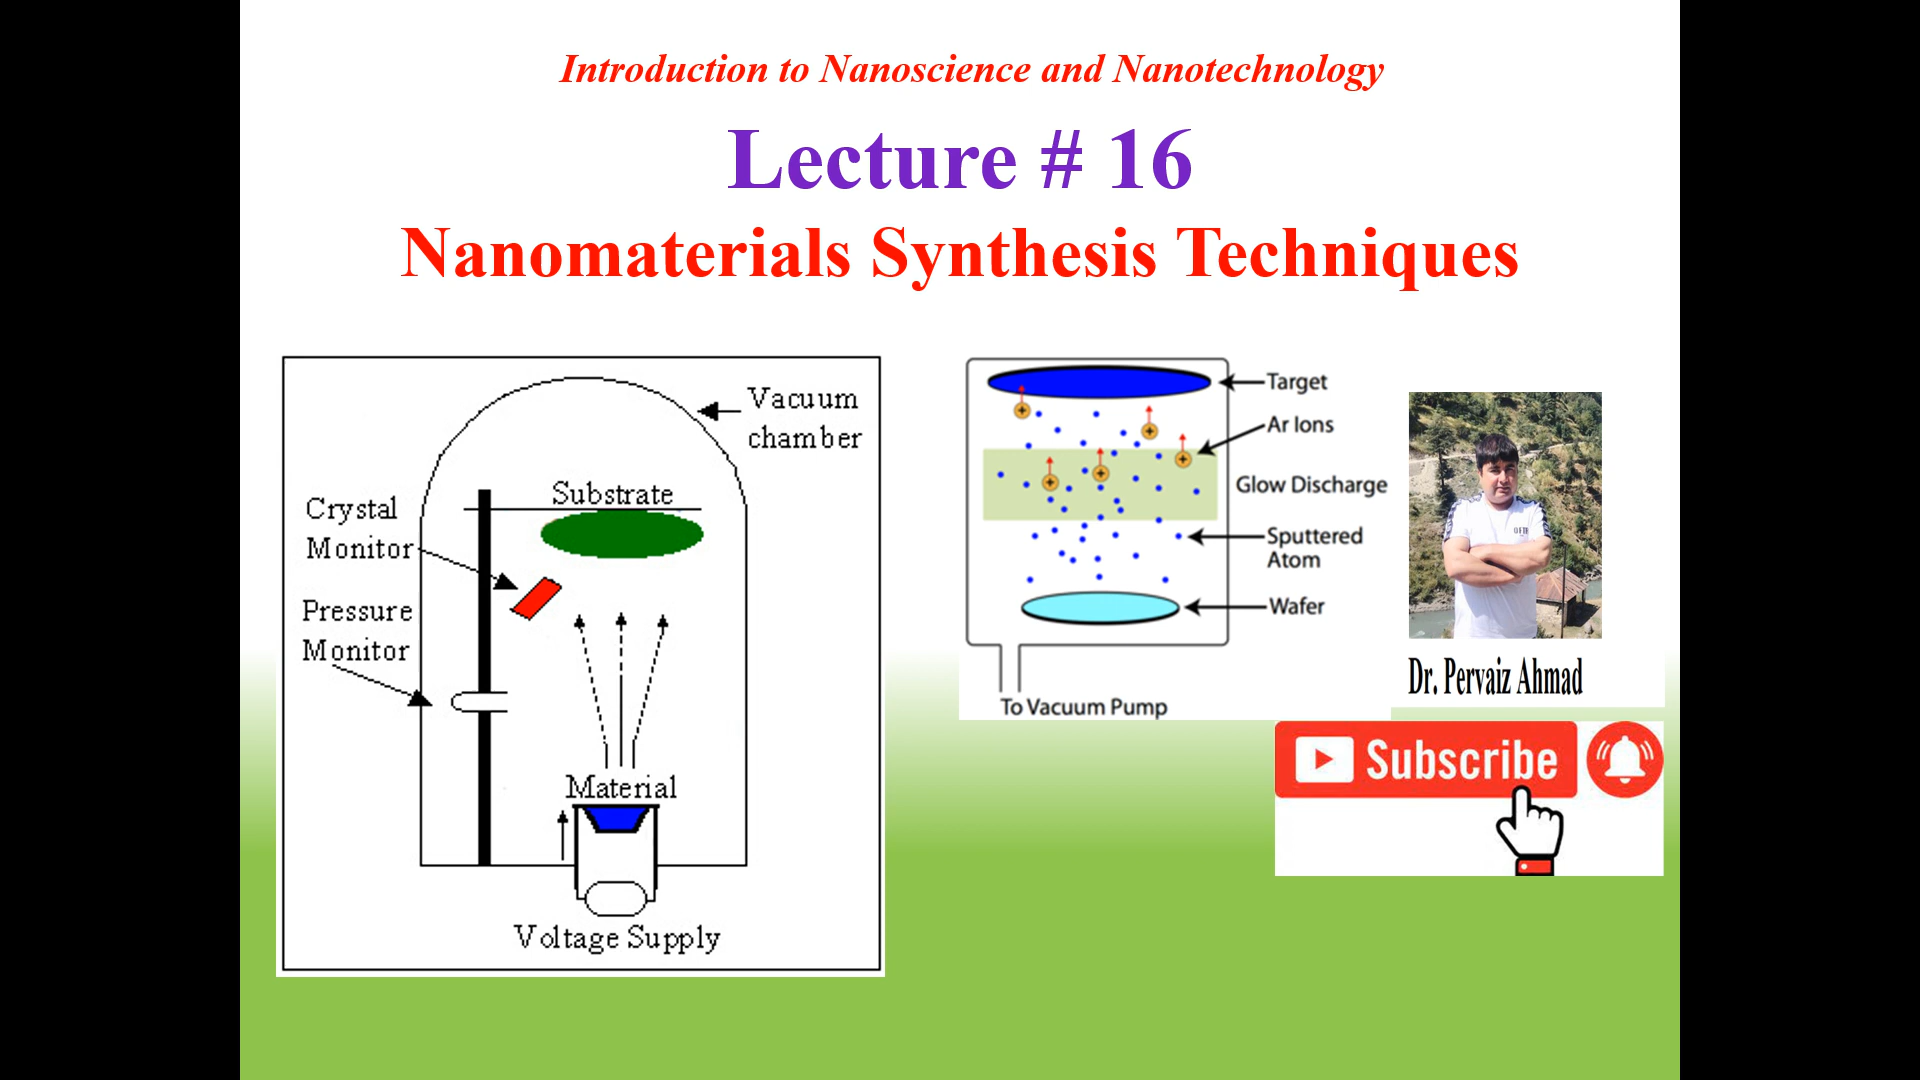 Introduction to Nanoscience and Nanotechnology
Lecture # 16
Nanomaterials Synthesis Techniques
Vacuum
chamber
Substrate
Crystal
Monitor
Pressure
Monitor
Material
Voltage Supply
Target
Ar Ions
Glow Discharge
Sputtered
Atom
Wafer
To Vacuum Pump
Dr. Pervaiz Ahmad
Subscribe